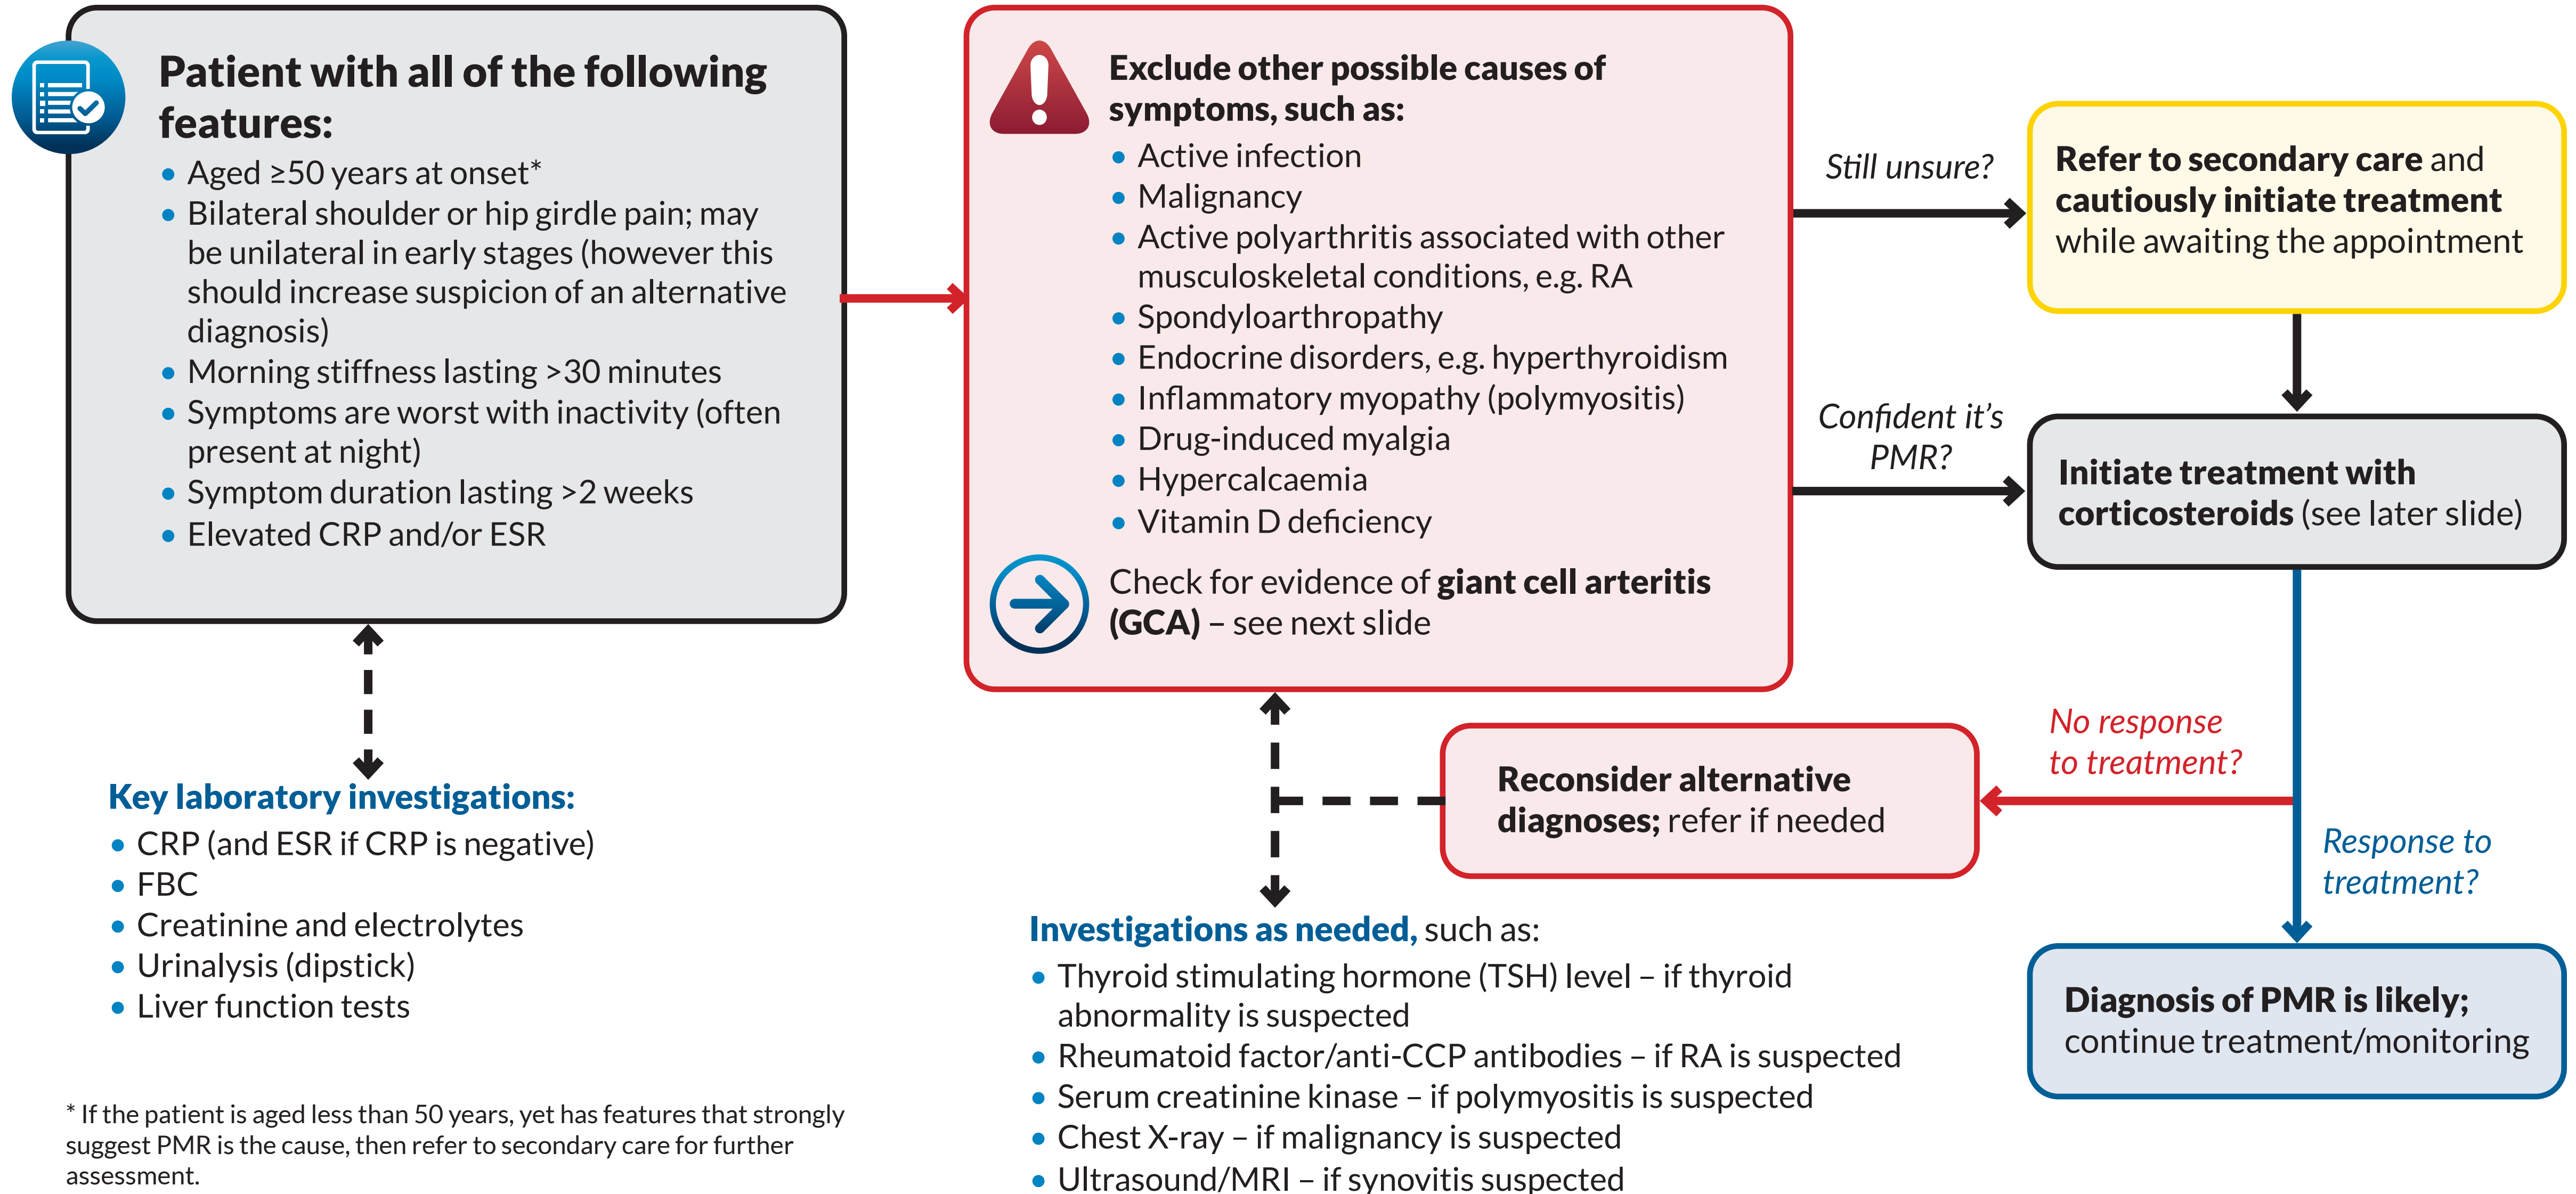 Patient with all of the following
features:
• Aged ≥50 years at onset*
• Bilateral shoulder or hip girdle pain; may
be unilateral in early stages (however this
should increase suspicion of an alternative
diagnosis)
• Morning stiffness lasting >30 minutes
• Symptoms are worst with inactivity (often
present at night)
• Symptom duration lasting >2 weeks
• Elevated CRP and/or ESR
Key laboratory investigations:
• CRP (and ESR if CRP is negative)
• FBC
• Creatinine and electrolytes
• Urinalysis (dipstick)
• Liver function tests
* If the patient is aged less than 50 years, yet has features that strongly
suggest PMR is the cause, then refer to secondary care for further
assessment.
Exclude other possible causes of
symptoms, such as:
• Active infection
• Malignancy
• Active polyarthritis associated with other
musculoskeletal conditions, e.g. RA
• Spondyloarthropathy
• Endocrine disorders, e.g. hyperthyroidism
• Inflammatory myopathy (polymyositis)
• Drug-induced myalgia
• Hypercalcaemia
• Vitamin D deficiency
Check for evidence of giant cell arteritis
(GCA) – see next slide
Still unsure?
Refer to secondary care and
cautiously initiate treatment
while awaiting the appointment
Confident it's
PMR?
Initiate treatment with
corticosteroids (see later slide)
No response
to treatment?
Reconsider alternative
diagnoses; refer if needed
Response to
treatment?
Diagnosis of PMR is likely;
continue treatment/monitoring
Investigations as needed, such as:
• Thyroid stimulating hormone (TSH) level – if thyroid
abnormality is suspected
• Rheumatoid factor/anti-CCP antibodies – if RA is suspected
• Serum creatinine kinase – if polymyositis is suspected
• Chest X-ray – if malignancy is suspected
• Ultrasound/MRI – if synovitis suspected